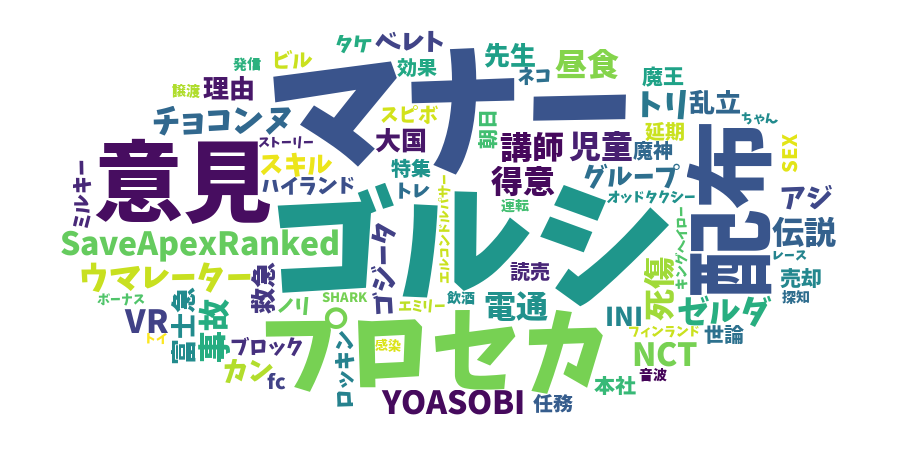 タケ
ベレト
先生
昼食
発信
ビル
効果
ネコ
魔王
譲渡
理由
マナー
トリ
乱立
チョコンヌ
スピボ
朝日
延期
ちゃん
ストーリー
大国
講師
児童
魔神
SEX
意見
スキル
特集
得意
グループ
配布
ミルキー
ハイランド
トレ
エルコンドルパサー
運転
オッドタクシー
アジ
SaveApexRanked
ゴジータ
ゴルシ
キングヘイロー
伝説
ウマレーター
救急
読売
死傷
レース
売却
ボーナス
富士急
事故
ノリ
SHARK
エミリー
飲酒
電通
ゼルダ
探知
VR
トイ
ブロック
プロセカ
INI
フィンランド
世論
カン
fc
ロッキン
感染
NCT
音波
本社
YOASOBI
任務